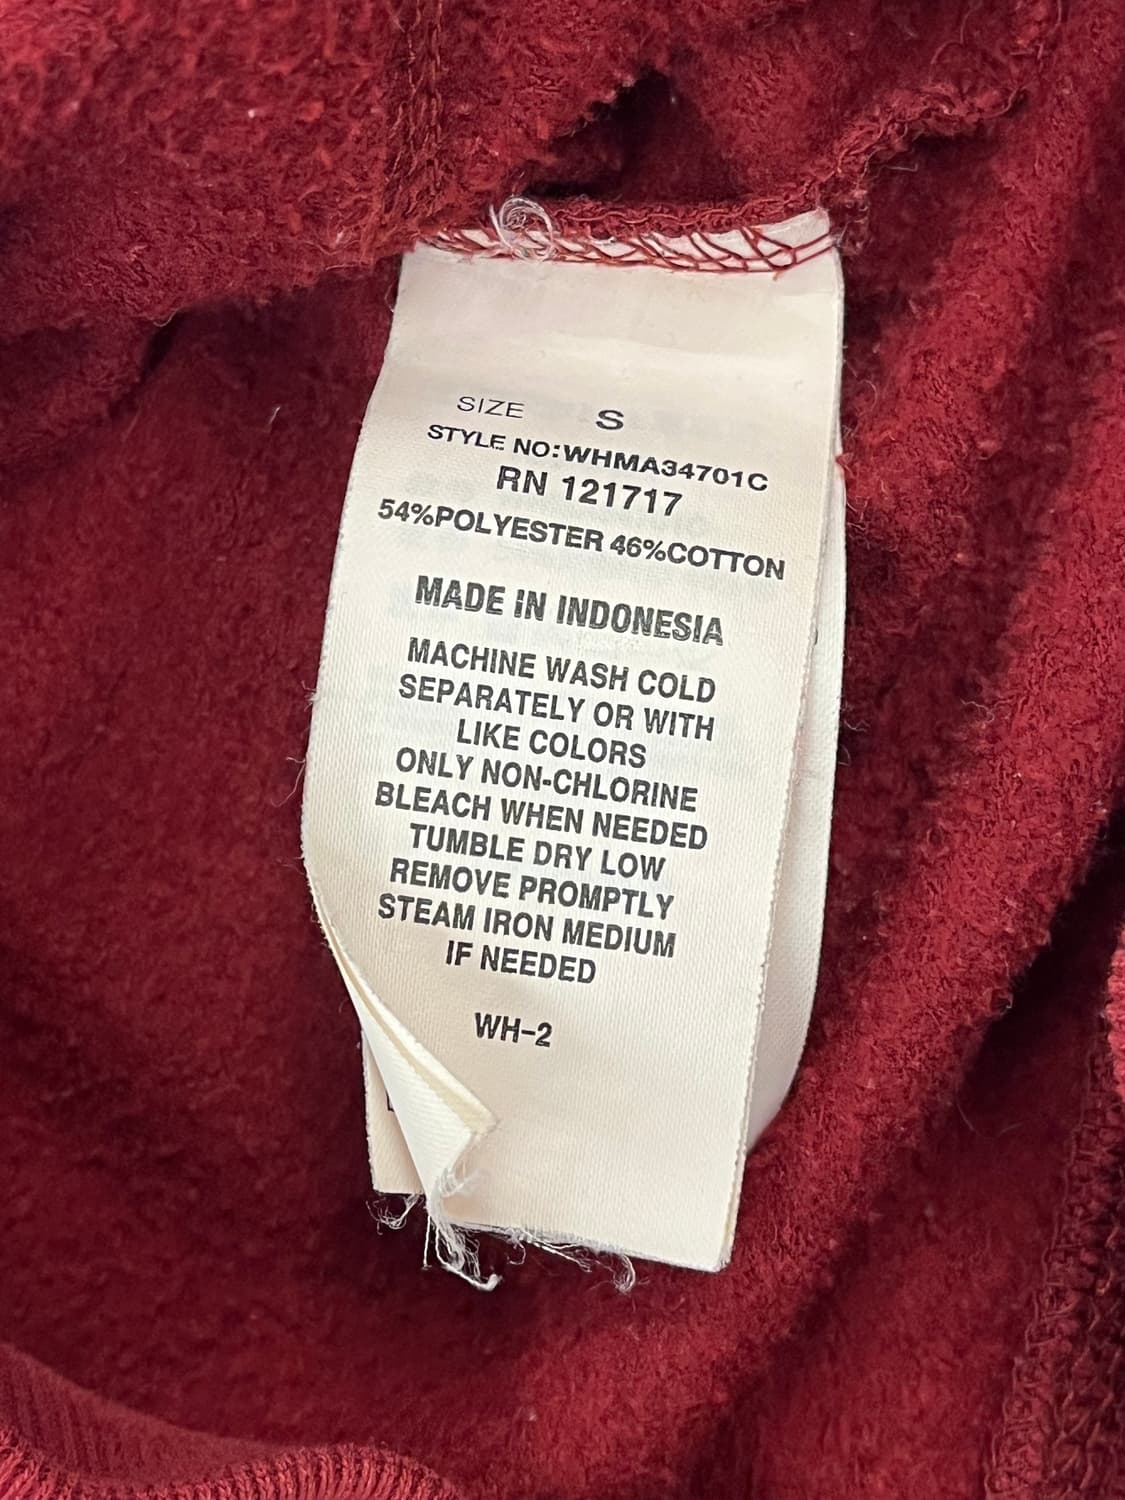 SIZE S
STYLE NO:WHMA34701C
RN 121717
54%POLYESTER 46%COTTON
MADE IN INDONESIA
MACHINE WASH COLD
SEPARATELY OR WITH
LIKE COLORS
ONLY NON-CHLORINE
BLEACH WHEN NEEDED
TUMBLE DRY LOW
REMOVE PROMPTLY
STEAM IRON MEDIUM
IF NEEDED
WH-2